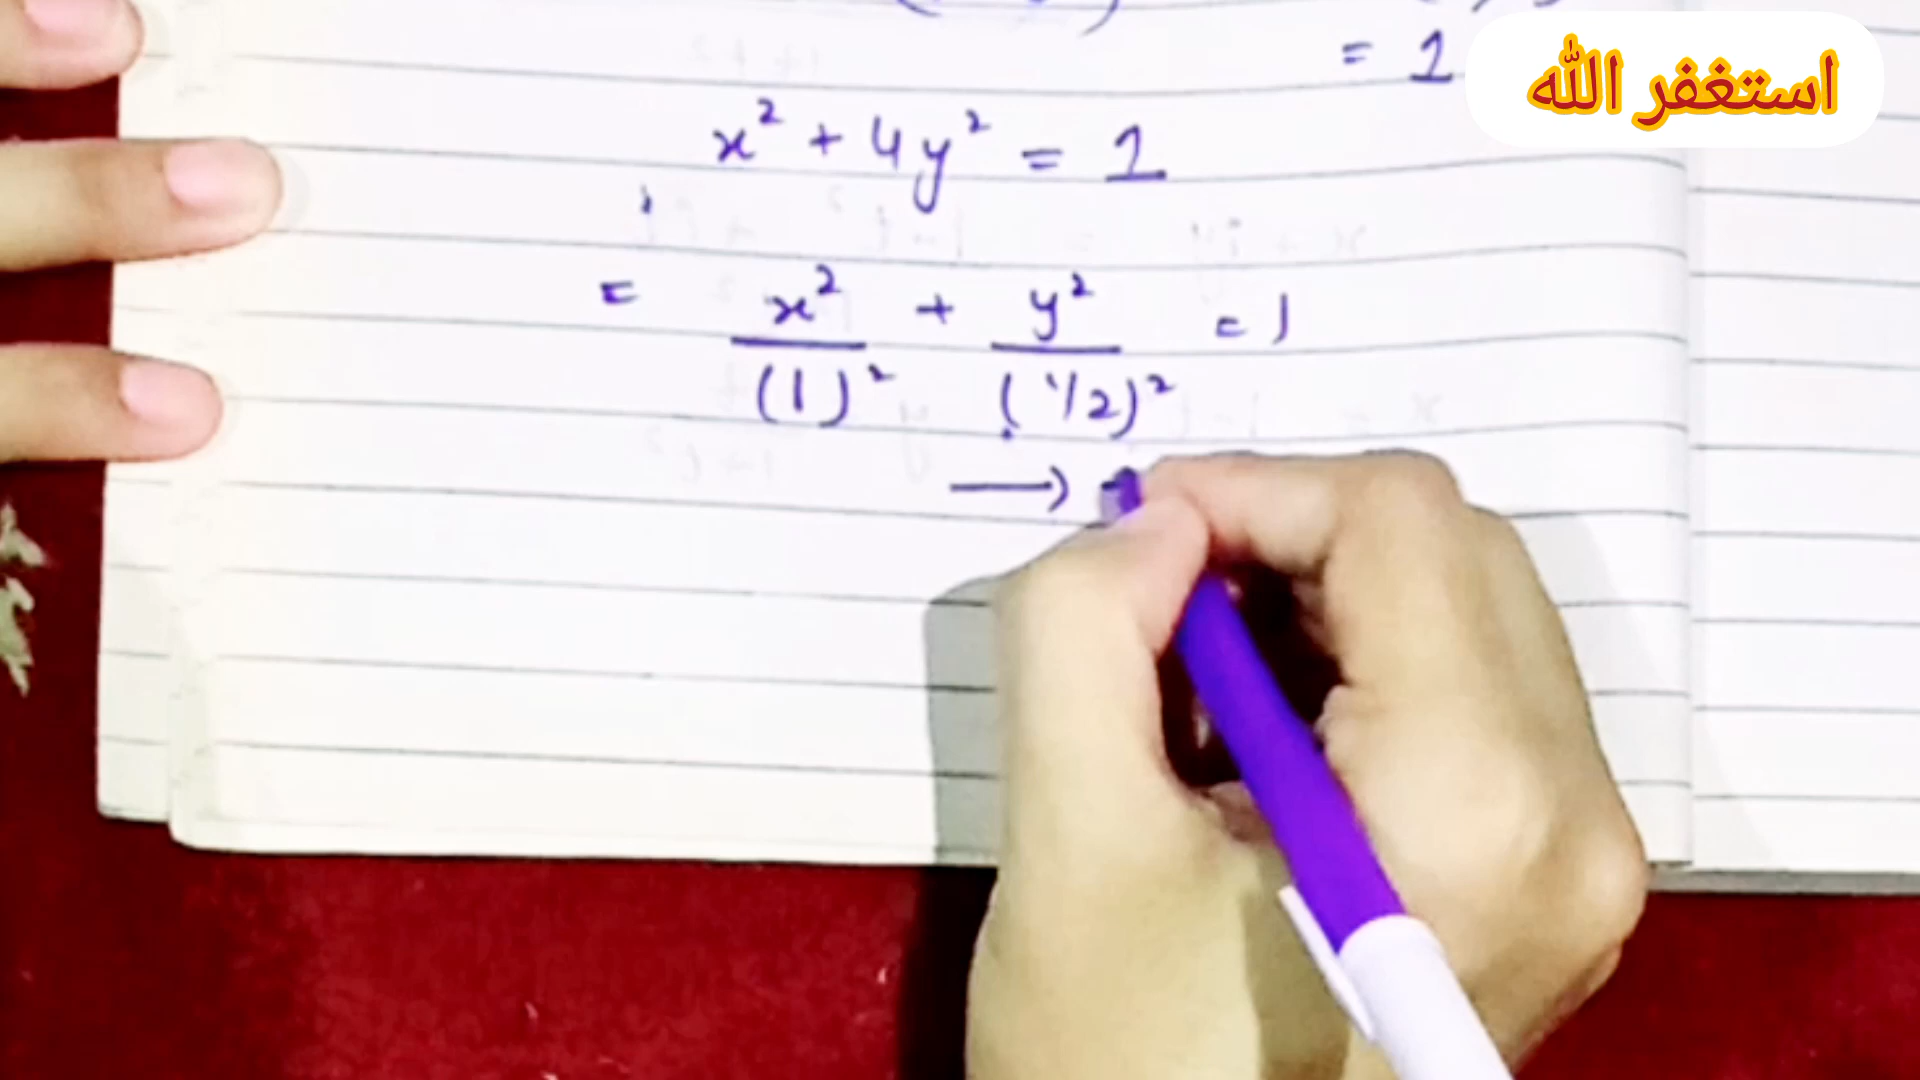 = 1
استغفر الله
x² + 4y² = 1
= x²/(1)² + y²/(1/2)² = 1
→